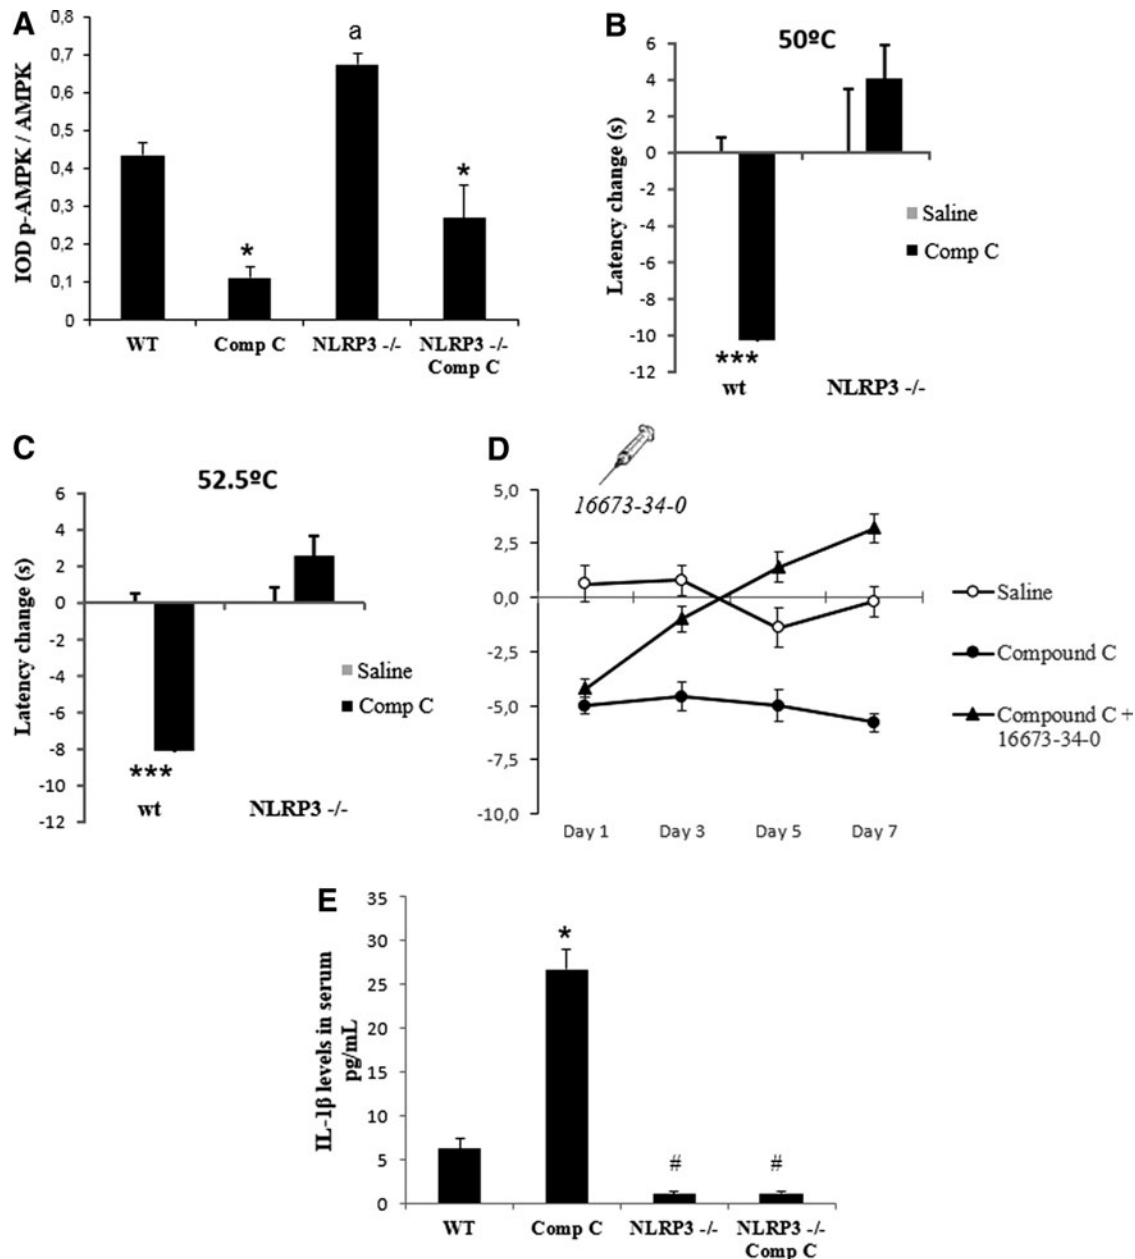 A
IOD p-AMPK / AMPK
0,8
0,7
0,6
0,5
0,4
0,3
0,2
0,1
0
a
*
*
WT
Comp C
NLRP3 -/-
NLRP3 -/-
Comp C
B
50ºC
Latency change (s)
6
4
2
0
-2
-4
-6
-8
-10
-12
Saline
Comp C
***
wt
NLRP3 -/-
C
52.5ºC
Latency change (s)
6
4
2
0
-2
-4
-6
-8
-10
-12
Saline
Comp C
***
wt
NLRP3 -/-
D
16673-34-0
5,0
2,5
0,0
-2,5
-5,0
-7,5
-10,0
Day 1
Day 3
Day 5
Day 7
Saline
Compound C
Compound C +
16673-34-0
E
IL-1β levels in serum
pg/mL
35
30
25
20
15
10
5
0
*
#
#
WT
Comp C
NLRP3 -/-
NLRP3 -/-
Comp C